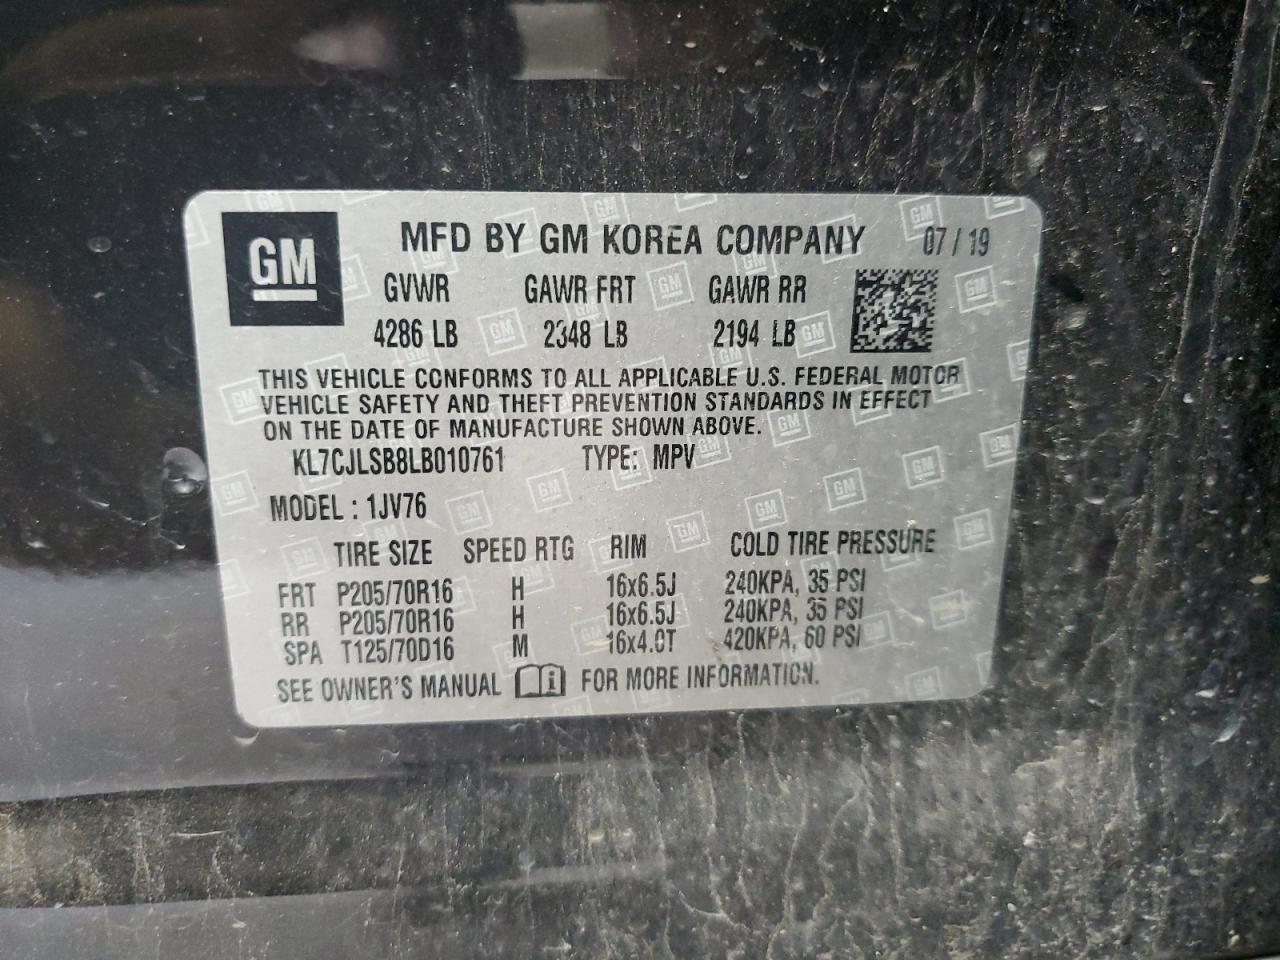 GM
MFD BY GM KOREA COMPANY 07 / 19
GVWR GAWR FRT GAWR RR
4286 LB 2348 LB 2194 LB
THIS VEHICLE CONFORMS TO ALL APPLICABLE U.S. FEDERAL MOTOR
VEHICLE SAFETY AND THEFT PREVENTION STANDARDS IN EFFECT
ON THE DATE OF MANUFACTURE SHOWN ABOVE.
KL7CJLSB8LB010761 TYPE: MPV
MODEL : 1JV76
TIRE SIZE SPEED RTG RIM COLD TIRE PRESSURE
FRT P205/70R16 H 16x6.5J 240KPA, 35 PSI
RR P205/70R16 H 16x6.5J 240KPA, 35 PSI
SPA T125/70D16 M 16x4.0T 420KPA, 60 PSI
SEE OWNER'S MANUAL i FOR MORE INFORMATION.